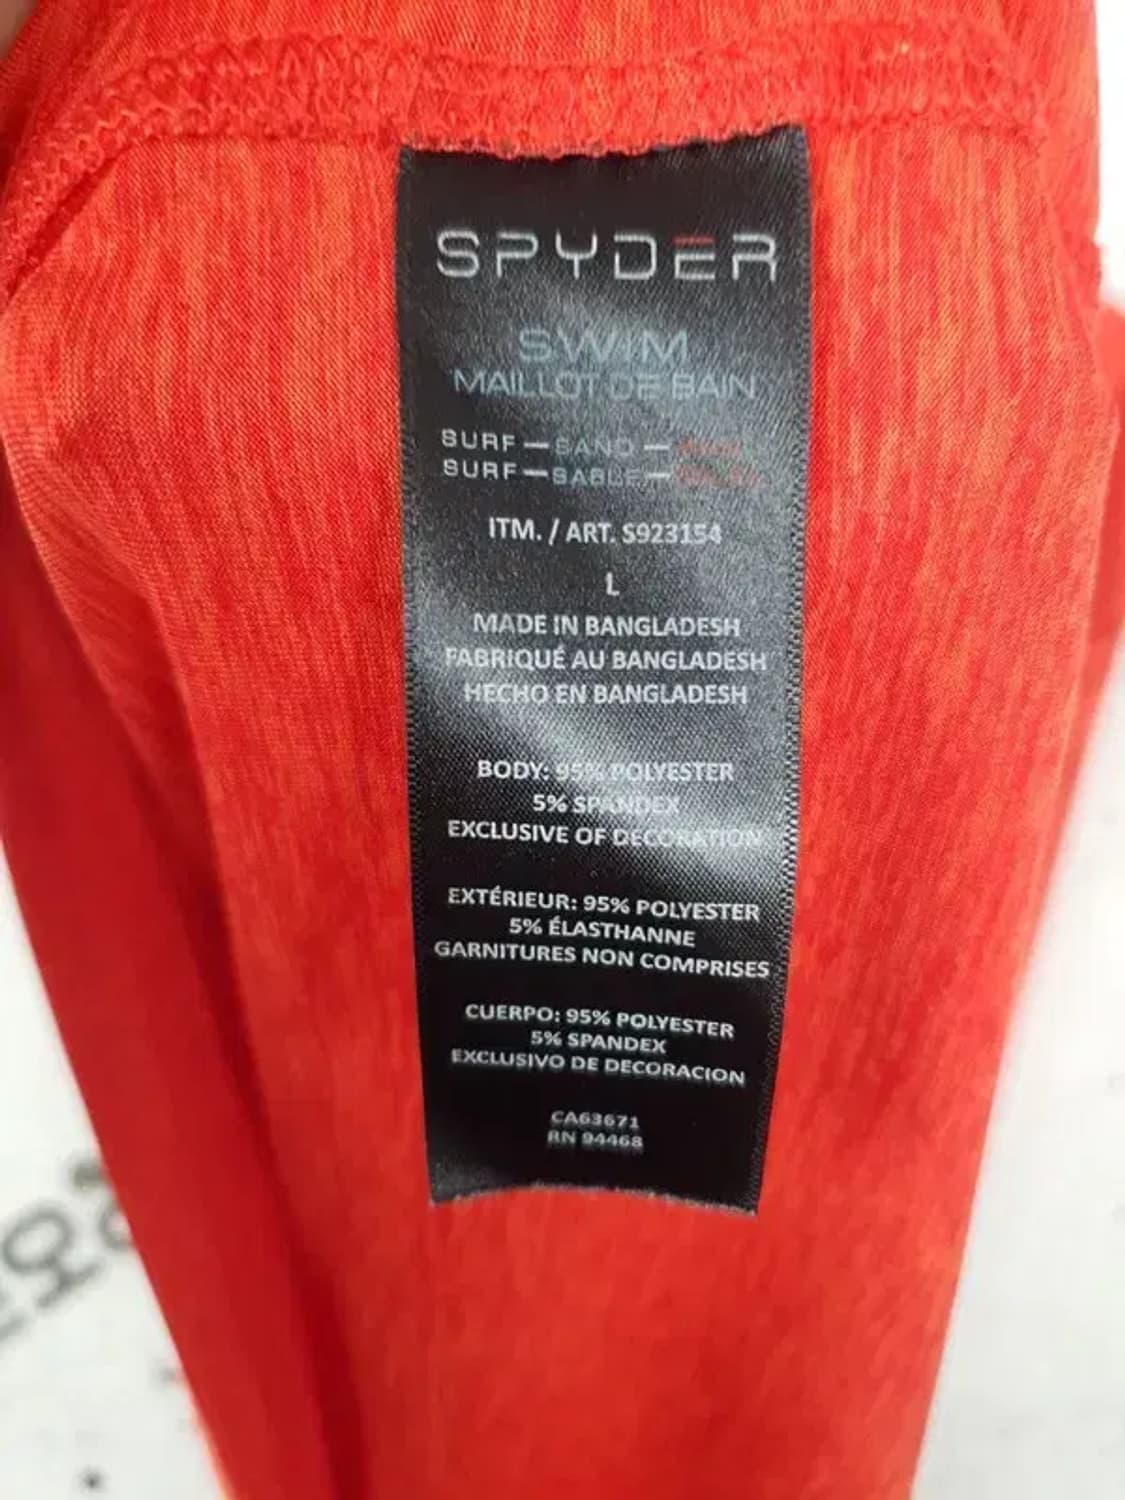 SPYDER
SWIM
MAILLOT DE BAIN
SURF — SAND —
SURF — SABLE —
ITM. / ART. S923154
L
MADE IN BANGLADESH
FABRIQUÉ AU BANGLADESH
HECHO EN BANGLADESH
BODY: 95% POLYESTER
5% SPANDEX
EXCLUSIVE OF DECORATION
EXTÉRIEUR: 95% POLYESTER
5% ÉLASTHANNE
GARNITURES NON COMPRISES
CUERPO: 95% POLYESTER
5% SPANDEX
EXCLUSIVO DE DECORACION
CA63671
RN 94468